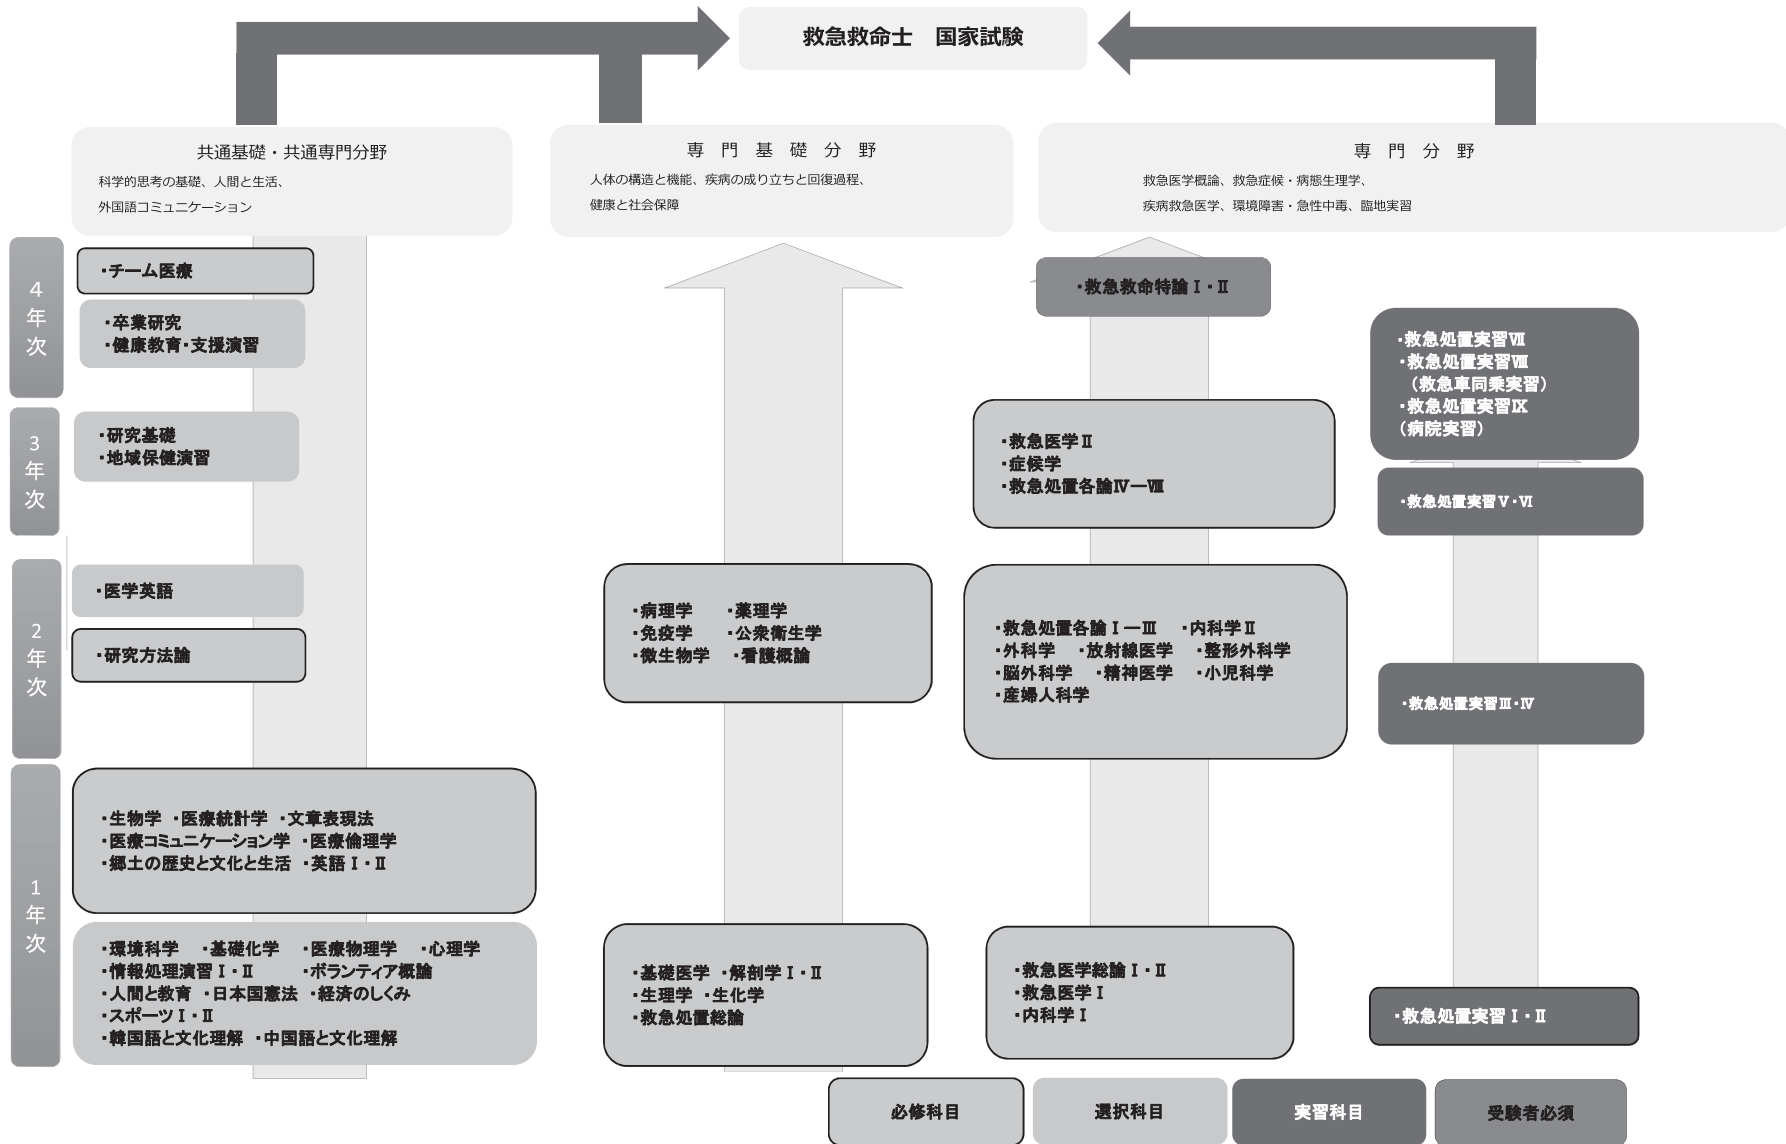 救急救命士　国家試験
共通基礎・共通専門分野
科学的思考の基礎、人間と生活、
外国語コミュニケーション
専 門 基 礎 分 野
人体の構造と機能、疾病の成り立ちと回復過程、
健康と社会保障
専 門 分 野
救急医学概論、救急症候・病態生理学、
疾病救急医学、環境障害・急性中毒、臨地実習
4年次
・チーム医療
・卒業研究
・健康教育・支援演習
・救急救命特論Ⅰ・Ⅱ
・救急処置実習Ⅶ
・救急処置実習Ⅷ
（救急車同乗実習）
・救急処置実習Ⅸ
（病院実習）
3年次
・研究基礎
・地域保健演習
・救急医学Ⅱ
・症候学
・救急処置各論Ⅳ―Ⅷ
・救急処置実習Ⅴ・Ⅵ
2年次
・医学英語
・研究方法論
・病理学　・薬理学
・免疫学　・公衆衛生学
・微生物学　・看護概論
・救急処置各論Ⅰ―Ⅲ　・内科学Ⅱ
・外科学　・放射線医学　・整形外科学
・脳外科学　・精神医学　・小児科学
・産婦人科学
・救急処置実習Ⅲ・Ⅳ
1年次
・生物学　・医療統計学　・文章表現法
・医療コミュニケーション学　・医療倫理学
・郷土の歴史と文化と生活　・英語Ⅰ・Ⅱ
・環境科学　・基礎化学　・医療物理学　・心理学
・情報処理演習Ⅰ・Ⅱ　・ボランティア概論
・人間と教育　・日本国憲法　・経済のしくみ
・スポーツⅠ・Ⅱ
・韓国語と文化理解　・中国語と文化理解
・基礎医学　・解剖学Ⅰ・Ⅱ
・生理学　・生化学
・救急処置総論
・救急医学総論Ⅰ・Ⅱ
・救急医学Ⅰ
・内科学Ⅰ
・救急処置実習Ⅰ・Ⅱ
必修科目
選択科目
実習科目
受験者必須